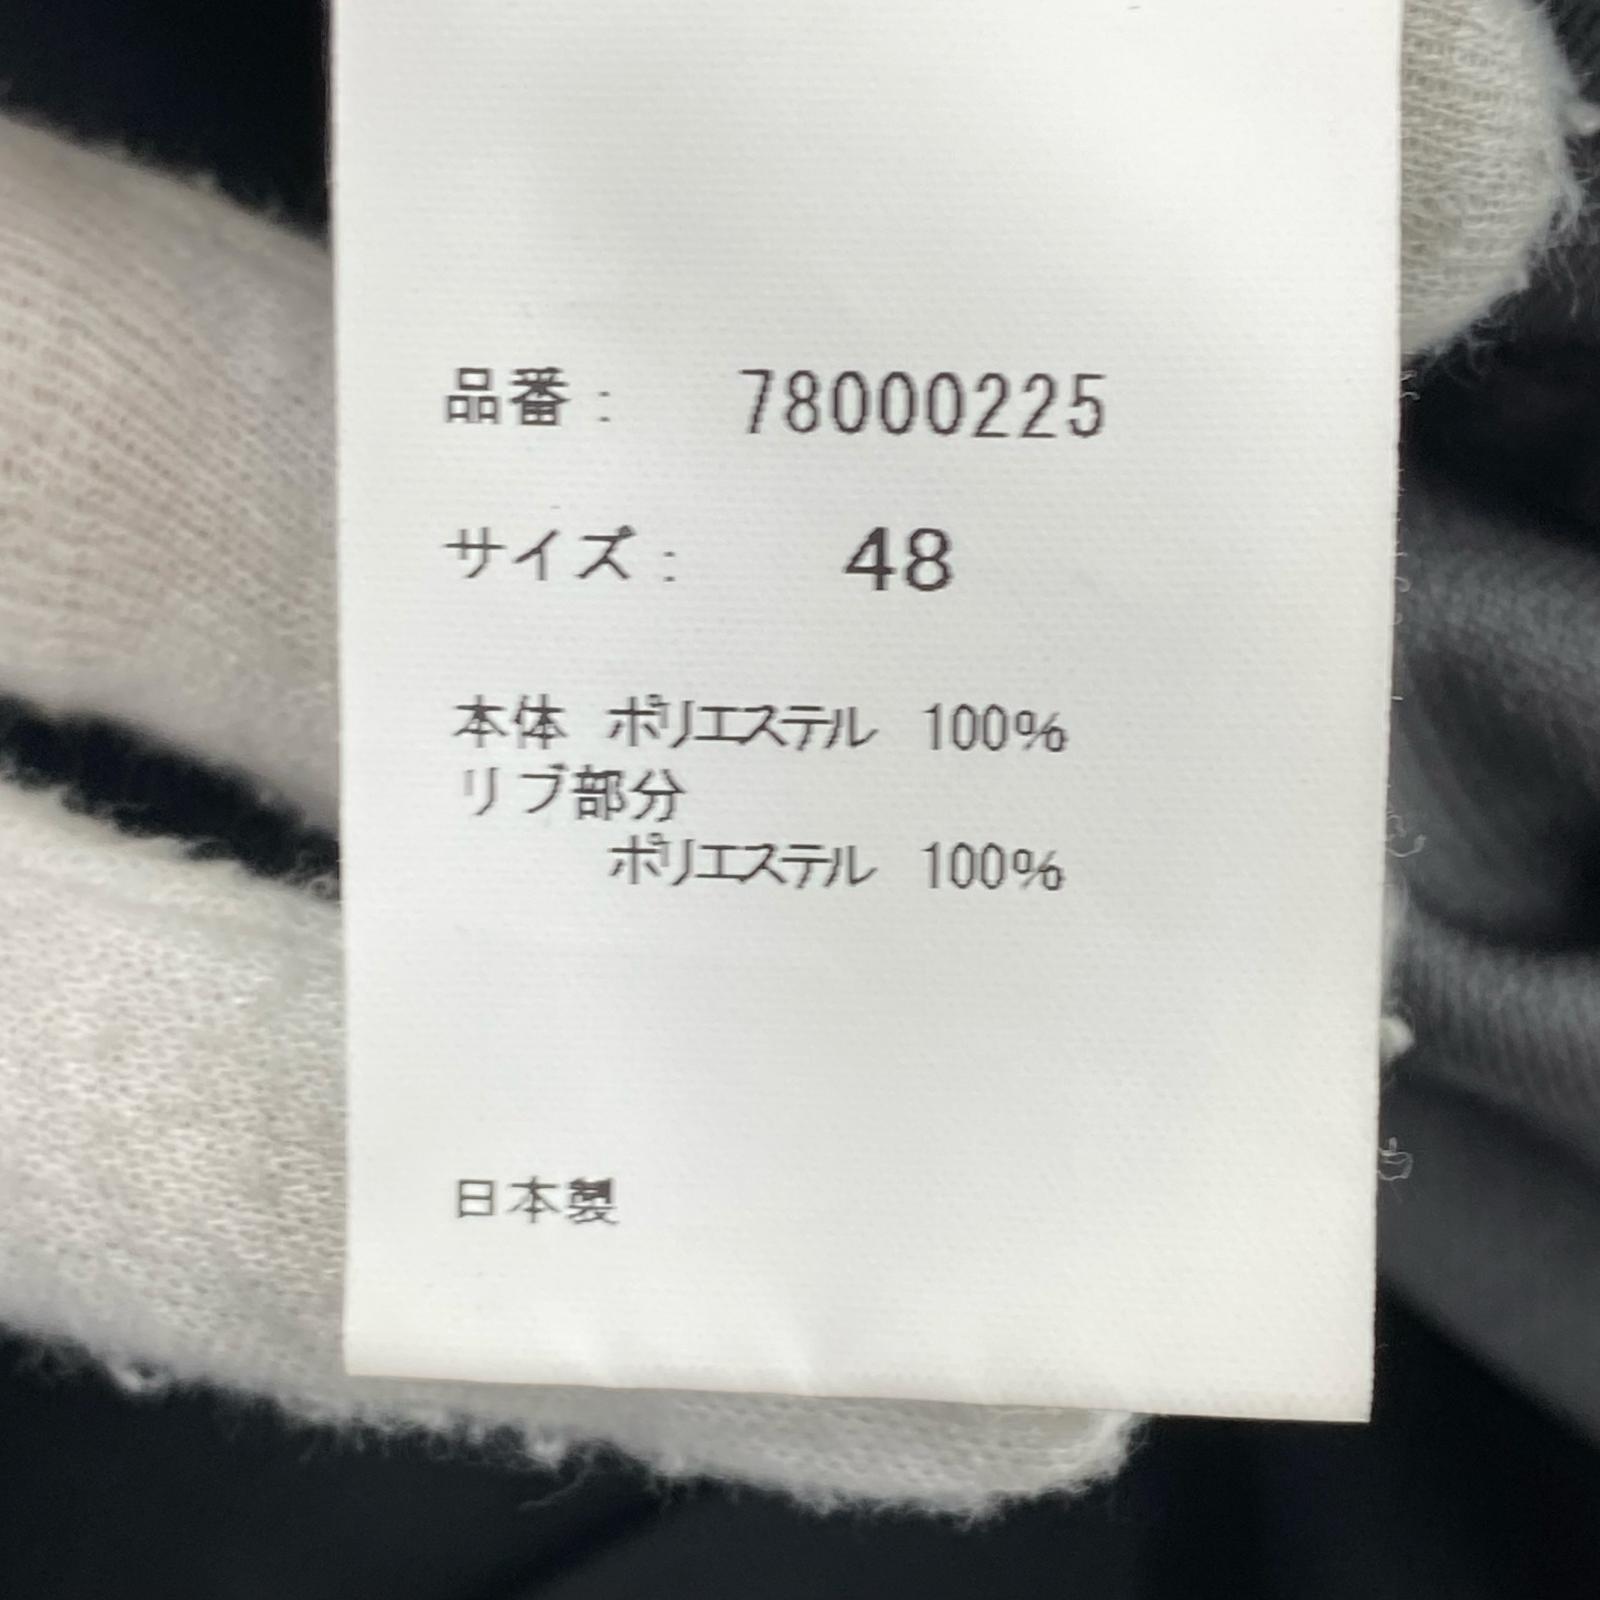 品番： 78000225
サイズ： 48
本体 ポリエステル 100%
リブ部分
ポリエステル 100%
日本製